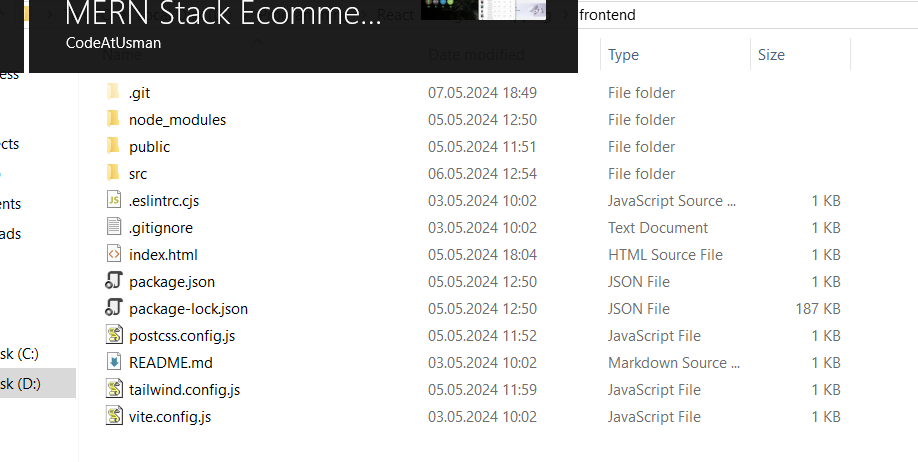 MERN Stack Ecomme...
CodeAtUsman
React
frontend
Name Date modified Type Size
.git 07.05.2024 18:49 File folder
node_modules 05.05.2024 12:50 File folder
public 05.05.2024 11:51 File folder
src 06.05.2024 12:54 File folder
.eslintrc.cjs 03.05.2024 10:02 JavaScript Source ... 1 KB
.gitignore 03.05.2024 10:02 Text Document 1 KB
index.html 05.05.2024 18:04 HTML Source File 1 KB
package.json 05.05.2024 12:50 JSON File 1 KB
package-lock.json 05.05.2024 12:50 JSON File 187 KB
postcss.config.js 05.05.2024 11:52 JavaScript File 1 KB
README.md 03.05.2024 10:02 Markdown Source ... 1 KB
tailwind.config.js 05.05.2024 11:59 JavaScript File 1 KB
vite.config.js 03.05.2024 10:02 JavaScript File 1 KB
ess
ects
ents
ads
sk (C:)
sk (D:)